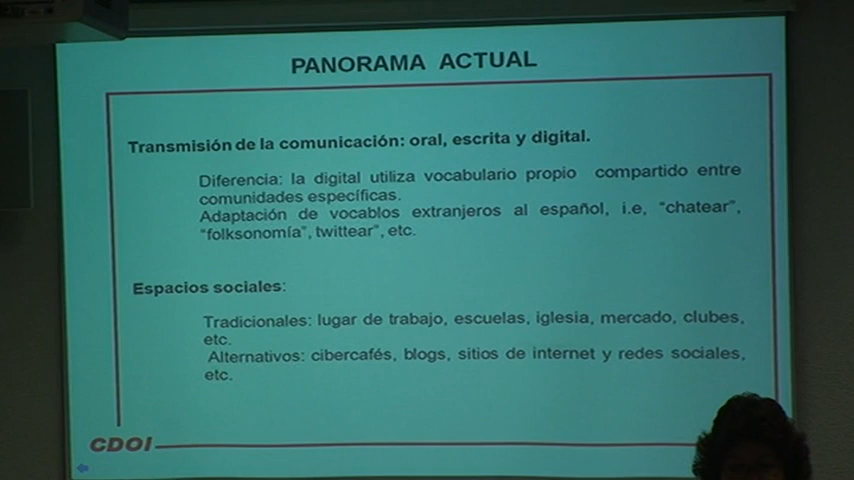 PANORAMA ACTUAL
Transmisión de la comunicación: oral, escrita y digital.
Diferencia: la digital utiliza vocabulario propio compartido entre
comunidades específicas.
Adaptación de vocablos extranjeros al español, i.e, “chatear”,
“folksonomía”, twittear”, etc.
Espacios sociales:
Tradicionales: lugar de trabajo, escuelas, iglesia, mercado, clubes,
etc.
Alternativos: cibercafés, blogs, sitios de internet y redes sociales,
etc.
CDOI